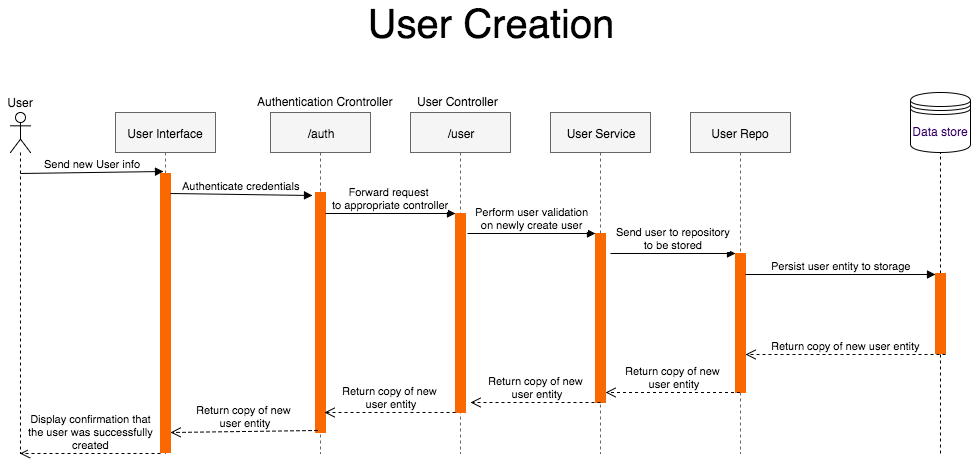 User Creation
User
Authentication Crontroller
User Controller
User Interface
/auth
/user
User Service
User Repo
Data store
Send new User info
Authenticate credentials
Forward request
to appropriate controller
Perform user validation
on newly create user
Send user to repository
to be stored
Persist user entity to storage
Return copy of new user entity
Return copy of new
user entity
Return copy of new
user entity
Return copy of new
user entity
Return copy of new
user entity
Display confirmation that
the user was successfully
created